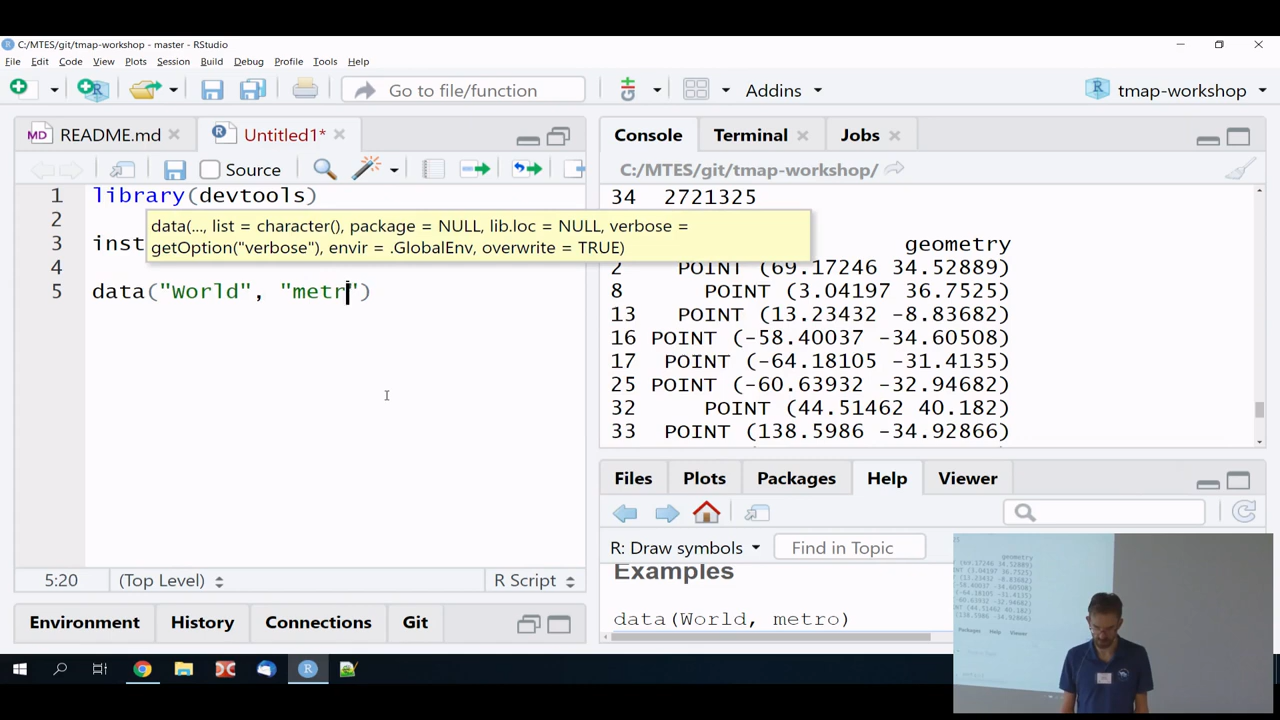 C:/MTES/git/tmap-workshop - master - RStudio
File Edit Code View Plots Session Build Debug Profile Tools Help
Go to file/function Addins tmap-workshop
README.md Untitled1*
Source
1 library(devtools)
2
data(..., list = character(), package = NULL, lib.loc = NULL, verbose =
getOption("verbose"), envir = .GlobalEnv, overwrite = TRUE)
3 inst
4
5 data("World", "metr")
5:20 (Top Level) R Script
Environment History Connections Git
Console Terminal Jobs
C:/MTES/git/tmap-workshop/
34 2721325
geometry
2 POINT (69.17246 34.52889)
8 POINT (3.04197 36.7525)
13 POINT (13.23432 -8.83682)
16 POINT (-58.40037 -34.60508)
17 POINT (-64.18105 -31.4135)
25 POINT (-60.63932 -32.94682)
32 POINT (44.51462 40.182)
33 POINT (138.5986 -34.92866)
Files Plots Packages Help Viewer
R: Draw symbols Find in Topic
Examples
data(World, metro)